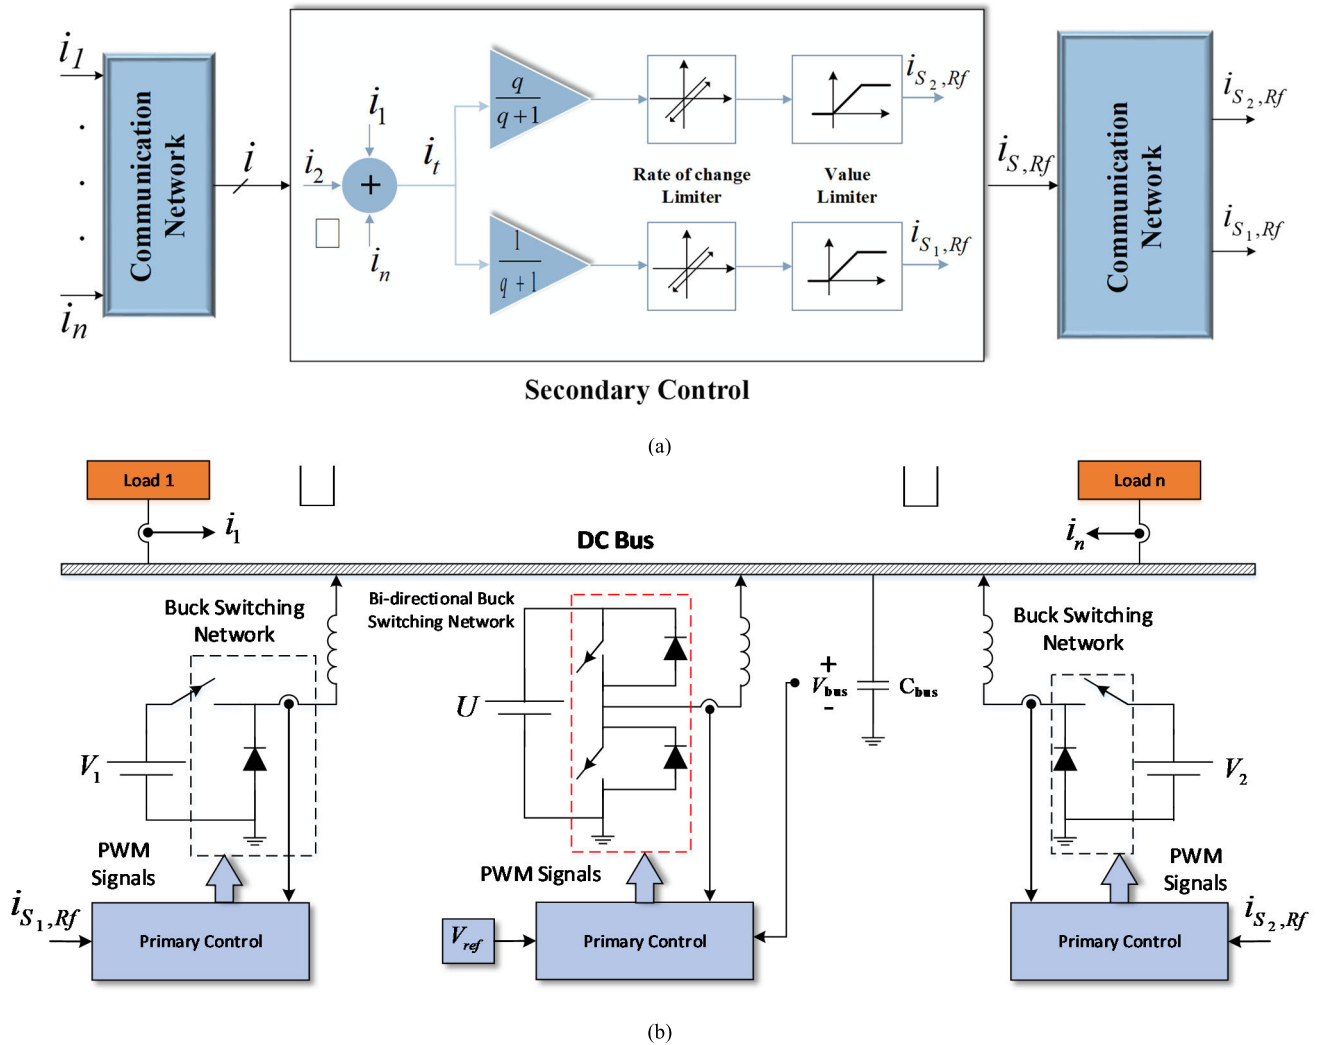 i1
in
Communication
Network
i
i1
i2
in
+
it
q
q+1
1
q+1
Rate of change
Limiter
Value
Limiter
iS2,Rf
iS1,Rf
iS,Rf
Communication
Network
iS2,Rf
iS1,Rf
Secondary Control
(a)
Load 1
i1
DC Bus
Load n
in
Buck Switching
Network
Bi-directional Buck
Switching Network
Buck Switching
Network
V1
U
+
Vbus
-
Cbus
V2
PWM
Signals
PWM Signals
PWM
Signals
iS1,Rf
Primary Control
Vref
Primary Control
Primary Control
iS2,Rf
(b)